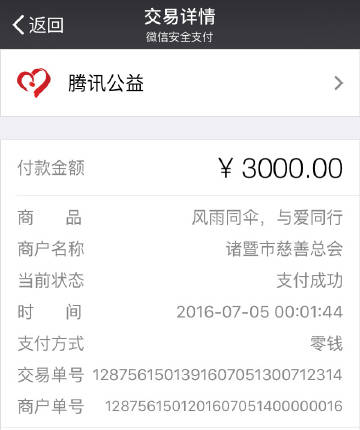 返回
交易详情
微信安全支付
腾讯公益
付款金额 ¥ 3000.00
商 品 风雨同伞，与爱同行
商户名称 诸暨市慈善总会
当前状态 支付成功
时 间 2016-07-05 00:01:44
支付方式 零钱
交易单号 1287561501391607051300712314
商户单号 1287561501201607051400000016